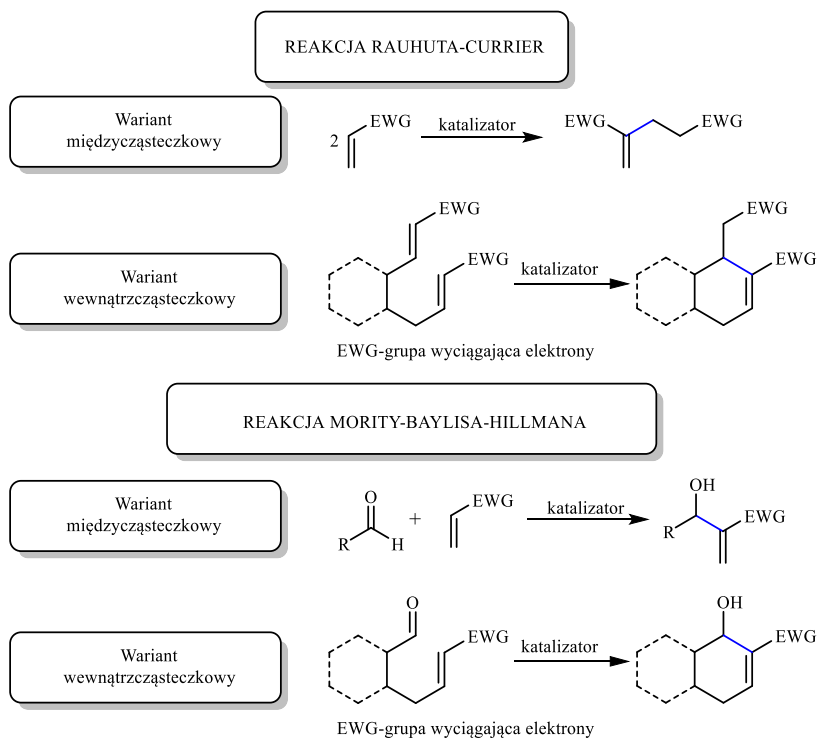 REAKCJA RAUHUTA-CURRIER
Wariant
międzycząsteczkowy
2
EWG
katalizator
EWG
EWG
Wariant
wewnątrzcząsteczkowy
EWG
EWG
katalizator
EWG
EWG
EWG-grupa wyciągająca elektrony
REAKCJA MORITY-BAYLISA-HILLMANA
Wariant
międzycząsteczkowy
O
R
H
+
EWG
katalizator
OH
R
EWG
Wariant
wewnątrzcząsteczkowy
O
EWG
katalizator
OH
EWG
EWG-grupa wyciągająca elektrony